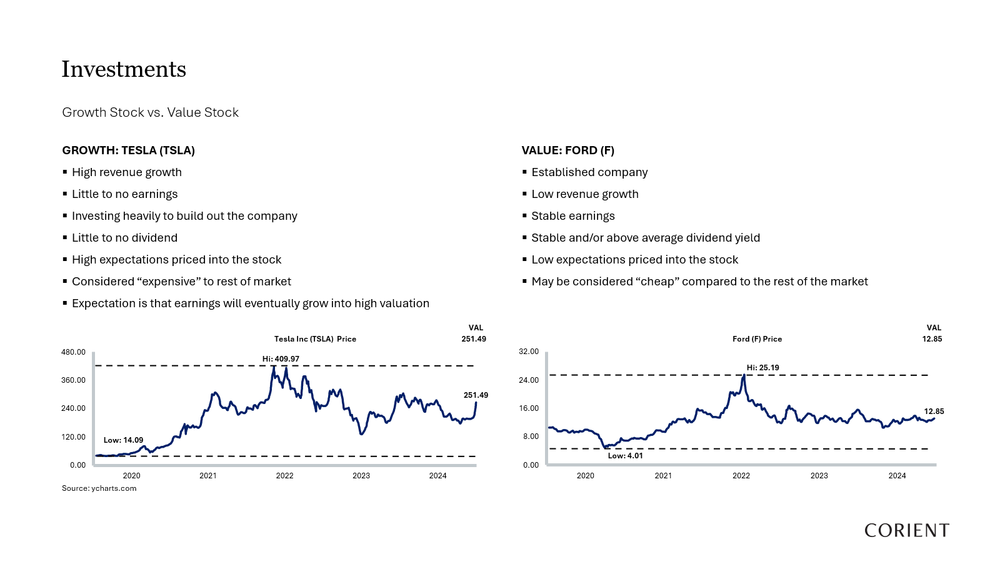 Investments
Growth Stock vs. Value Stock
GROWTH: TESLA (TSLA)
▪ High revenue growth
▪ Little to no earnings
▪ Investing heavily to build out the company
▪ Little to no dividend
▪ High expectations priced into the stock
▪ Considered “expensive” to rest of market
▪ Expectation is that earnings will eventually grow into high valuation
VALUE: FORD (F)
▪ Established company
▪ Low revenue growth
▪ Stable earnings
▪ Stable and/or above average dividend yield
▪ Low expectations priced into the stock
▪ May be considered “cheap” compared to the rest of the market
VAL
Tesla Inc (TSLA) Price
251.49
480.00
Hi: 409.97
360.00
251.49
240.00
120.00
Low: 14.09
0.00
2020 2021 2022 2023 2024
Source: ycharts.com
VAL
Ford (F) Price
12.85
32.00
Hi: 25.19
24.00
16.00
12.85
8.00
Low: 4.01
0.00
2020 2021 2022 2023 2024
CORIENT